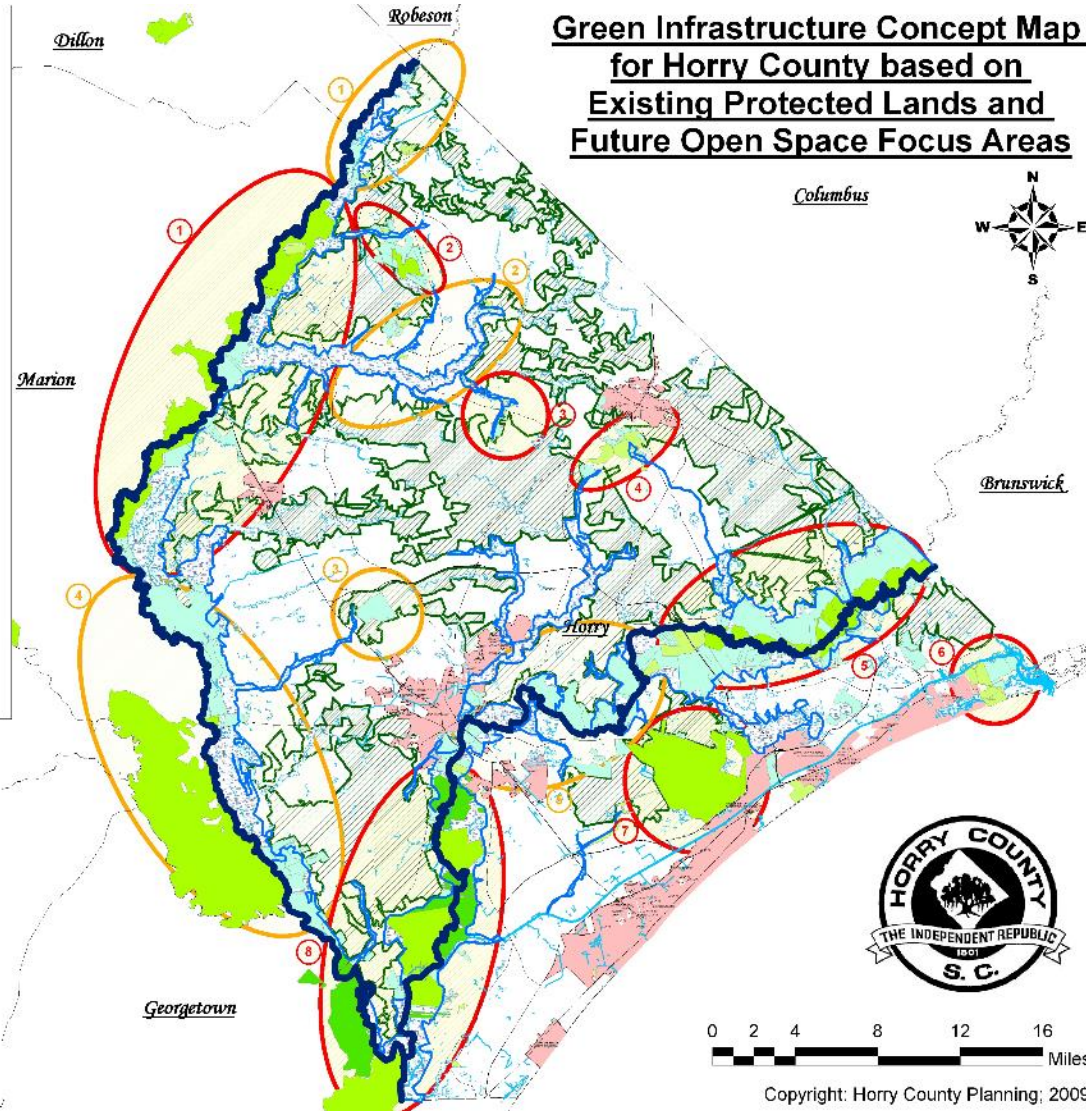 Green Infrastructure Concept Map
for Horry County based on
Existing Protected Lands and
Future Open Space Focus Areas
Robeson
Dillon
Columbus
N
W
E
S
1
1
2
2
Marion
3
4
Brunswick
3
4
Horry
5
6
7
8
Georgetown
HORRY COUNTY
THE INDEPENDENT REPUBLIC
1801
S. C.
0 2 4 8 12 16
Miles
Copyright: Horry County Planning; 2009